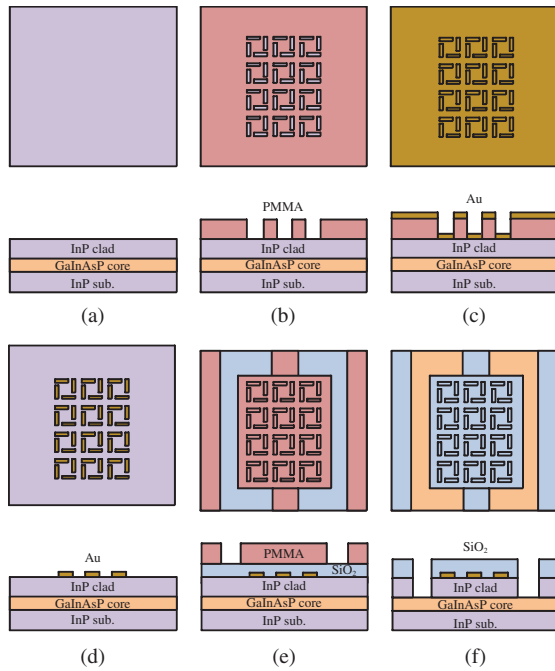 PMMA
Au
InP clad
GaInAsP core
InP sub.
InP clad
GaInAsP core
InP sub.
InP clad
GaInAsP core
InP sub.
(a)
(b)
(c)
Au
InP clad
GaInAsP core
InP sub.
PMMA
SiO₂
InP clad
GaInAsP core
InP sub.
SiO₂
InP clad
GaInAsP core
InP sub.
(d)
(e)
(f)